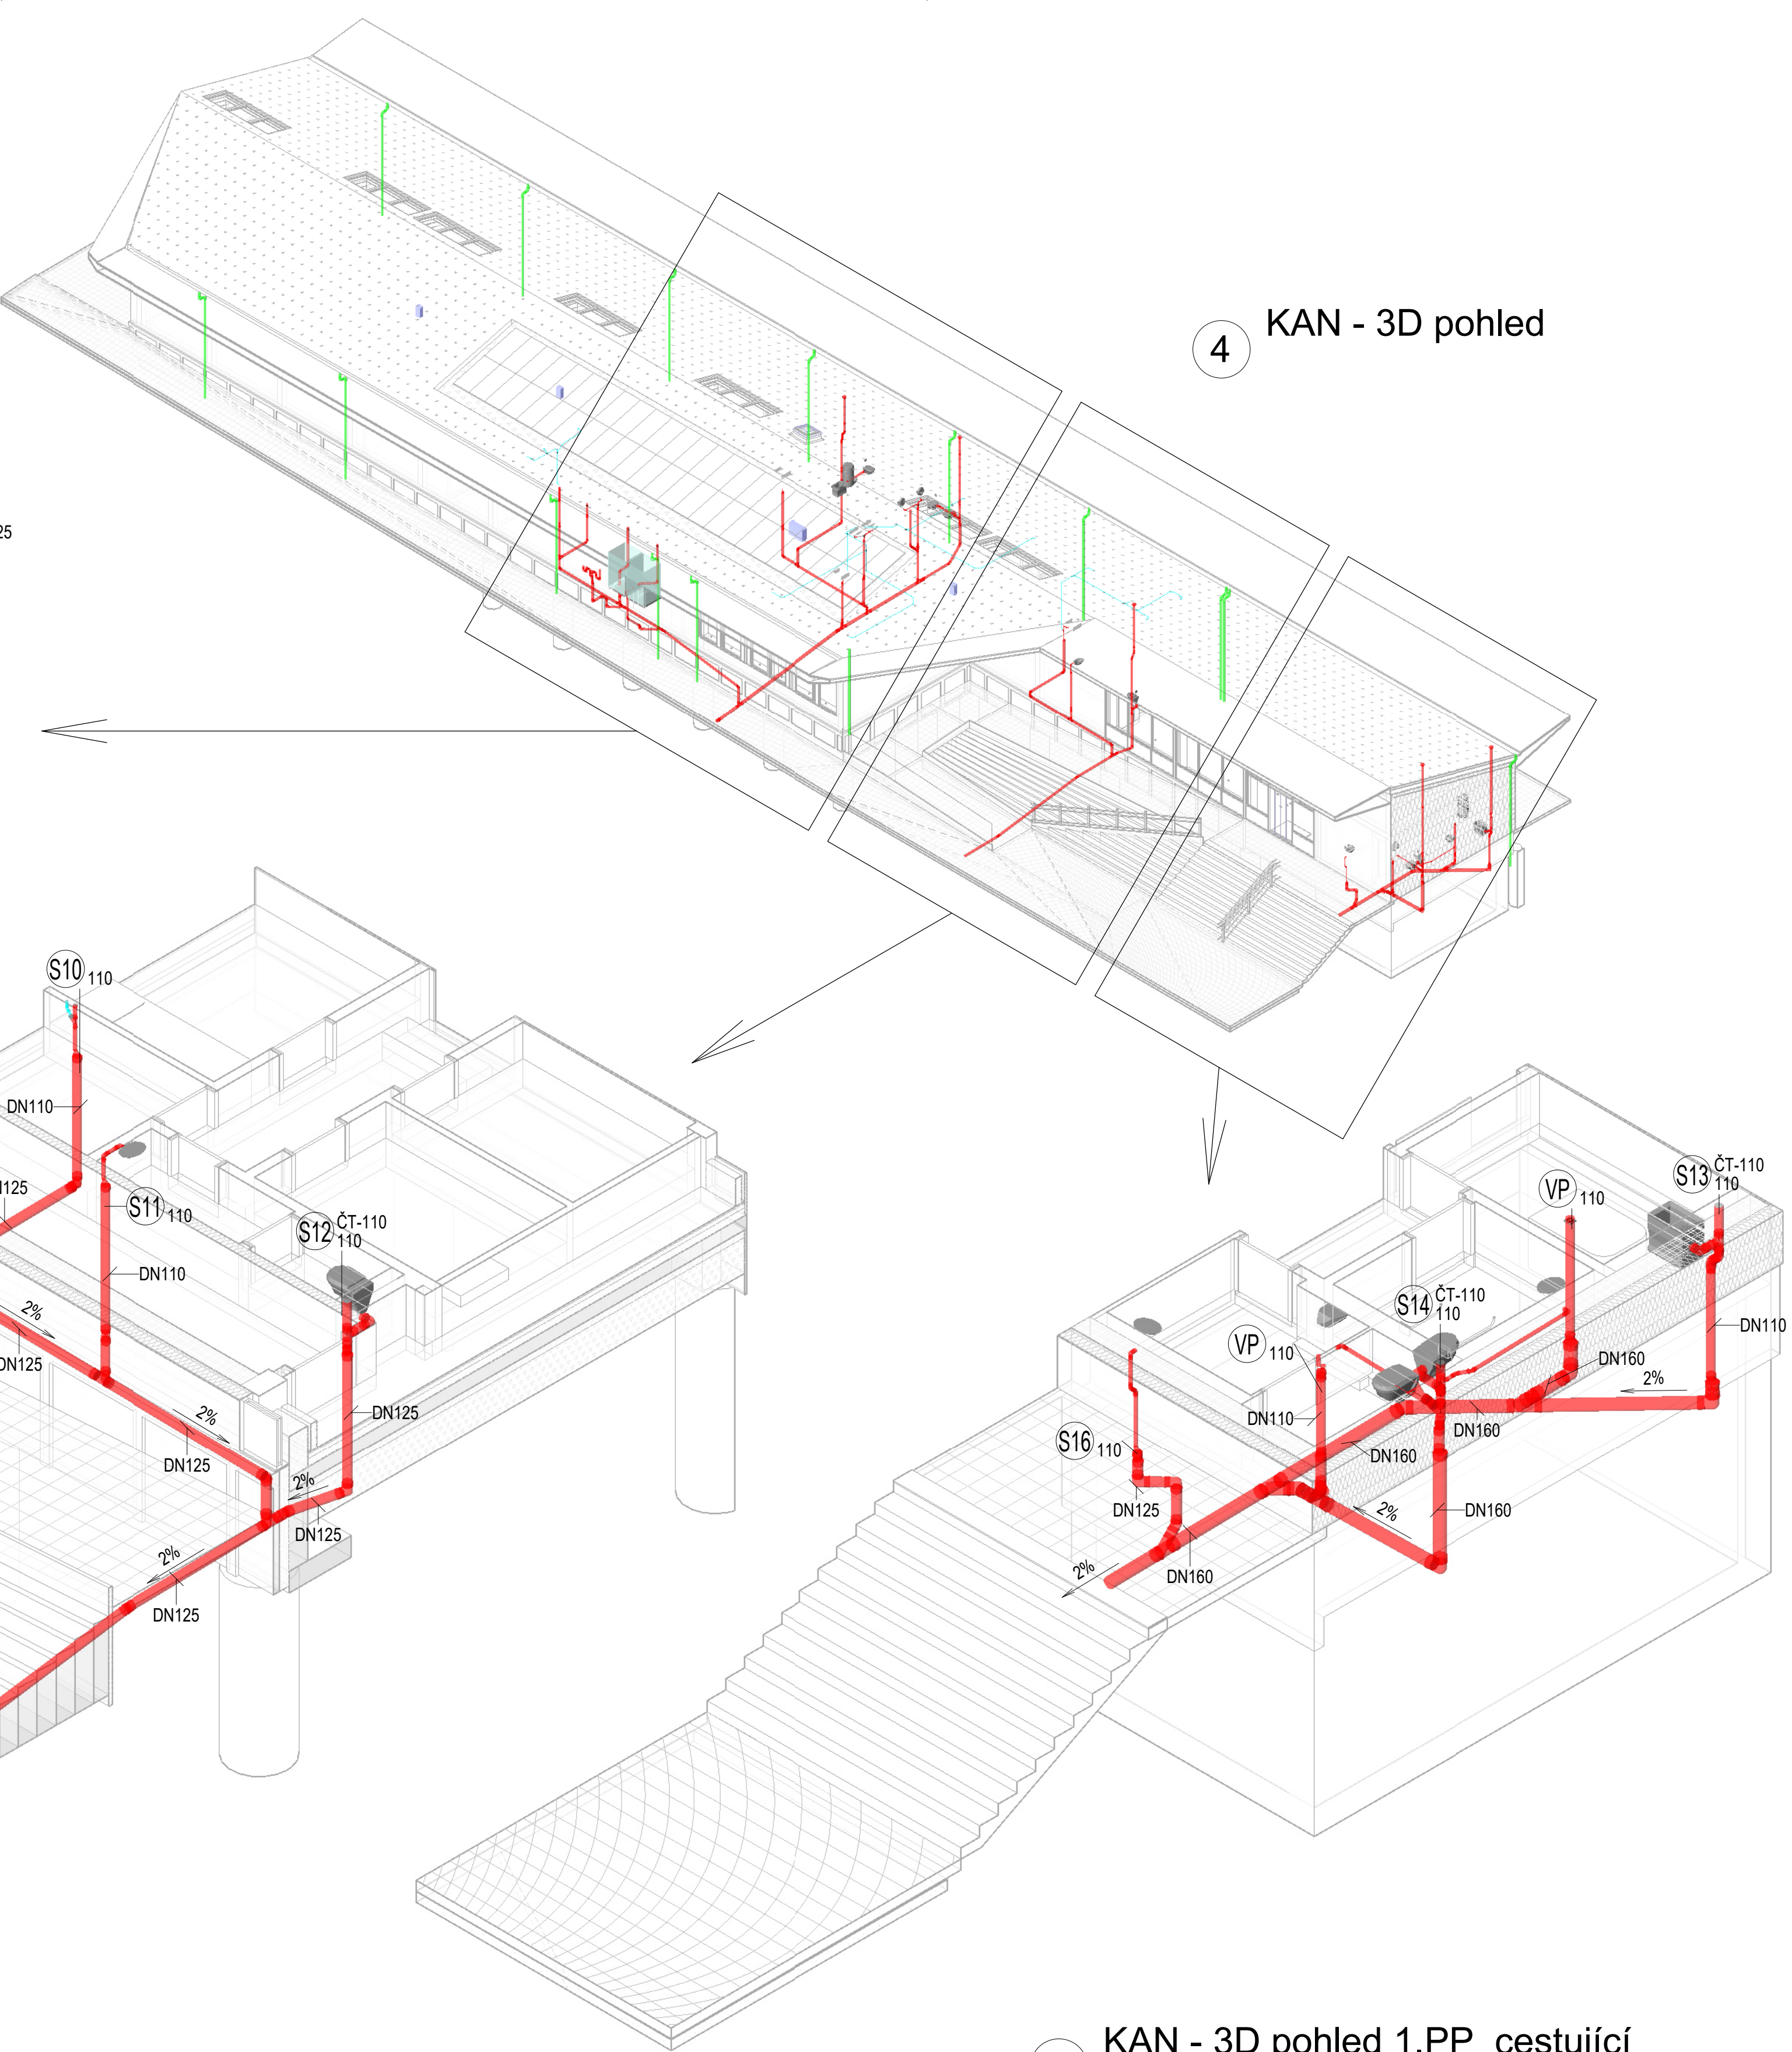 KAN - 3D pohled
4
25
S10 110
DN110
125
S11 110
S12 ČT-110
110
DN110
2%
DN125
DN125
2%
DN125
2%
DN125
2%
DN125
S13 ČT-110
110
VP 110
S14 ČT-110
110
DN110
VP 110
DN160
2%
DN110
DN160
S16 110
DN160
DN125
2%
DN160
2%
DN160
KAN - 3D pohled 1.PP cestující